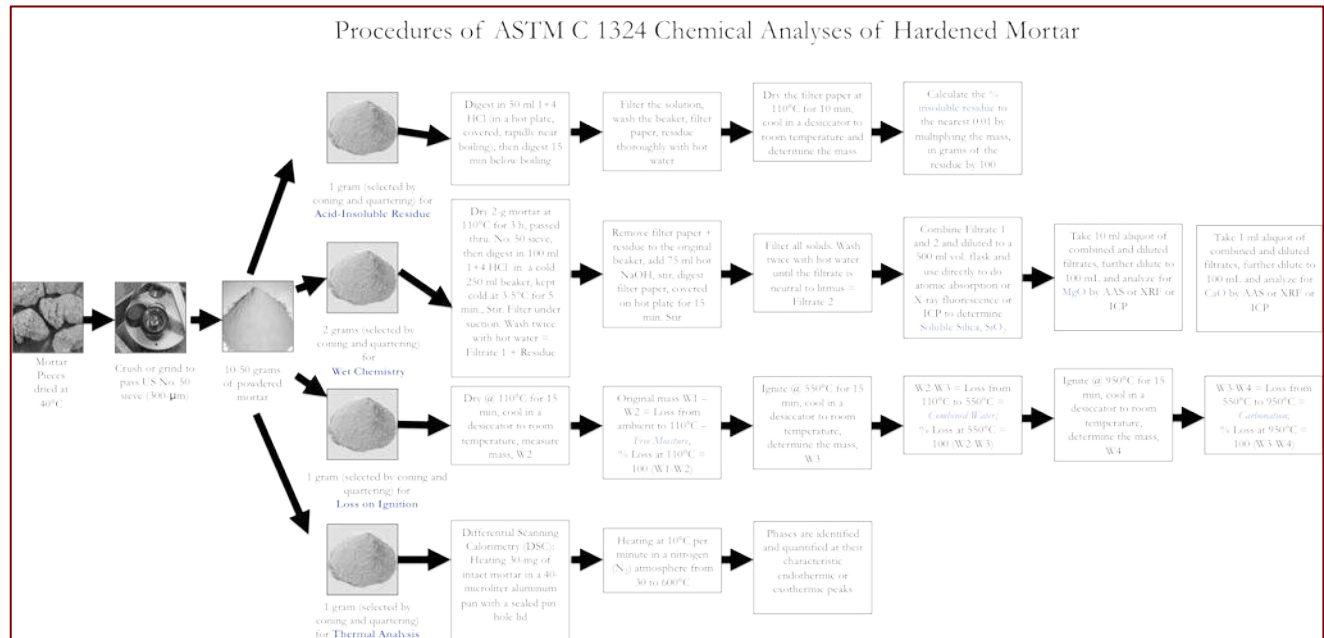 Procedures of ASTM C 1324 Chemical Analyses of Hardened Mortar
Mortar
Pieces
dried at
40°C
Crush or grind to
pass US No. 50
sieve (300-μm)
10-50 grams
of powdered
mortar
1 gram (selected by
coning and quartering) for
Acid-Insoluble Residue
Digest in 50 ml 1+4
HCl (in a hot plate,
covered, rapidly near
boiling), then digest 15
min below boiling
Filter the solution,
wash the beaker, filter
paper, residue
thoroughly with hot
water
Dry the filter paper at
110°C for 10 min,
cool in a desiccator to
room temperature and
determine the mass
Calculate the %
insoluble residue to
the nearest 0.01 by
multiplying the mass,
in grams of the
residue by 100
2 grams (selected by
coning and quartering)
for
Wet Chemistry
Dry 2-g mortar at
110°C for 3 h, passed
thru. No. 50 sieve,
then digest in 100 ml
1+4 HCl in a cold
250 ml beaker, kept
cold at 3-5°C for 5
min., Stir. Filter under
suction. Wash twice
with hot water =
Filtrate 1 + Residue
Remove filter paper +
residue to the original
beaker, add 75 ml hot
NaOH, stir, digest
filter paper, covered
on hot plate for 15
min. Stir
Filter all solids. Wash
twice with hot water
until the filtrate is
neutral to litmus =
Filtrate 2
Combine Filtrate 1
and 2 and diluted to a
500 ml vol. flask and
use directly to do
atomic absorption or
X-ray fluorescence or
ICP to determine
Soluble Silica, SiO₂
Take 10 ml aliquot of
combined and diluted
filtrates, further dilute to
100 mL and analyze for
MgO by AAS or XRF or
ICP
Take 1 ml aliquot of
combined and diluted
filtrates, further dilute to
100 mL and analyze for
CaO by AAS or XRF or
ICP
1 gram (selected by coning and
quartering) for
Loss on Ignition
Dry @ 110°C for 15
min, cool in a
desiccator to room
temperature, measure
mass, W2
Original mass W1 –
W2 = Loss from
ambient to 110°C –
Free Moisture,
% Loss at 110°C =
100 (W1-W2)
Ignite @ 550°C for 15
min, cool in a
desiccator to room
temperature,
determine the mass,
W3
W2-W3 = Loss from
110°C to 550°C =
Combined Water;
% Loss at 550°C =
100 (W2-W3)
Ignite @ 950°C for 15
min, cool in a
desiccator to room
temperature,
determine the mass,
W4
W3-W4 = Loss from
550°C to 950°C =
Carbonation;
% Loss at 950°C =
100 (W3-W4)
1 gram (selected by
coning and quartering)
for Thermal Analysis
Differential Scanning
Calorimetry (DSC):
Heating 30-mg of
intact mortar in a 40-
microliter aluminum
pan with a sealed pin-
hole lid
Heating at 10°C per
minute in a nitrogen
(N₂) atmosphere from
30 to 600°C
Phases are identified
and quantified at their
characteristic
endothermic or
exothermic peaks